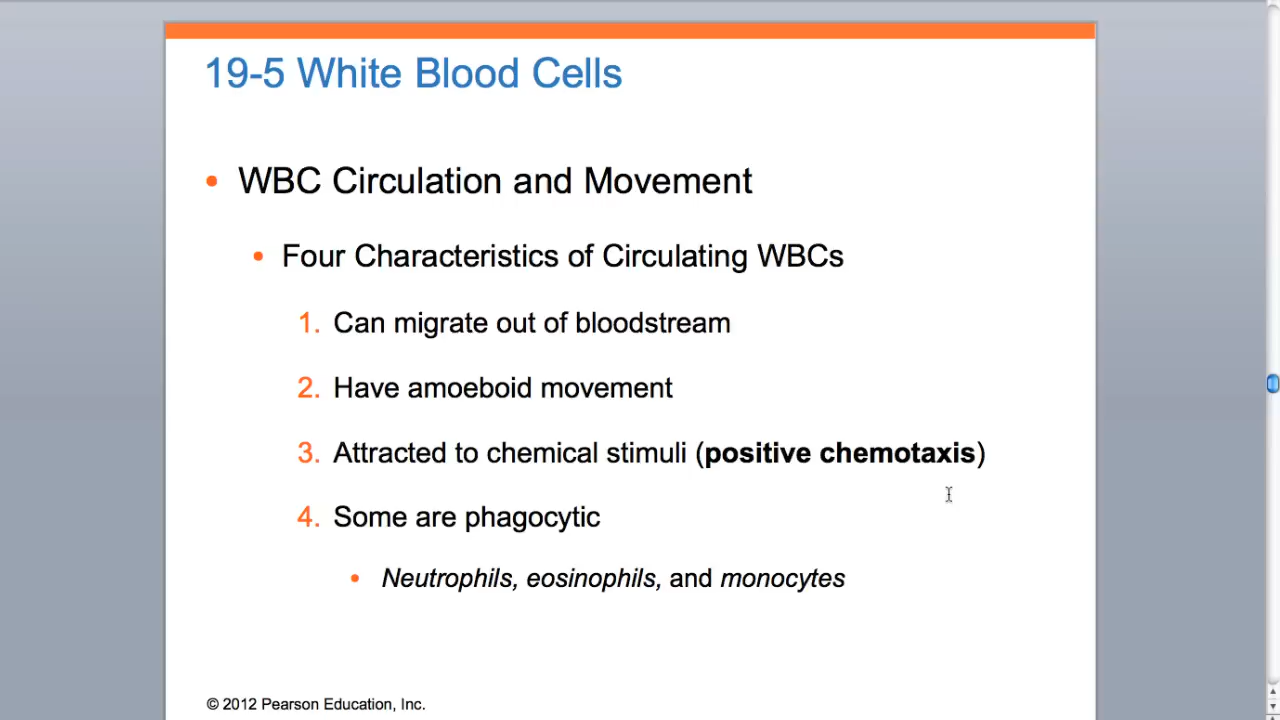 19-5 White Blood Cells
• WBC Circulation and Movement
• Four Characteristics of Circulating WBCs
1. Can migrate out of bloodstream
2. Have amoeboid movement
3. Attracted to chemical stimuli (positive chemotaxis)
4. Some are phagocytic
• Neutrophils, eosinophils, and monocytes
© 2012 Pearson Education, Inc.